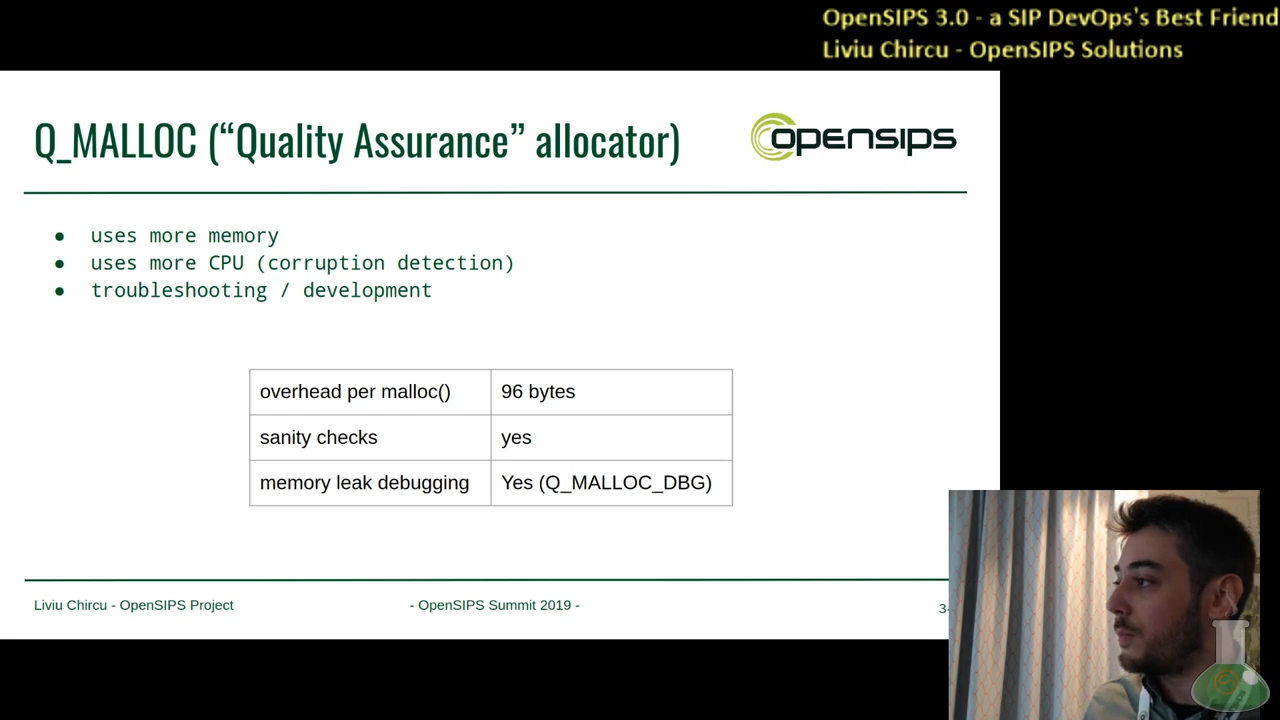 OpenSIPS 3.0 - a SIP DevOps's Best Friend
Liviu Chircu - OpenSIPS Solutions
Q_MALLOC (“Quality Assurance” allocator)
opensips
● uses more memory
● uses more CPU (corruption detection)
● troubleshooting / development
overhead per malloc() 96 bytes
sanity checks yes
memory leak debugging Yes (Q_MALLOC_DBG)
Liviu Chircu - OpenSIPS Project - OpenSIPS Summit 2019 -